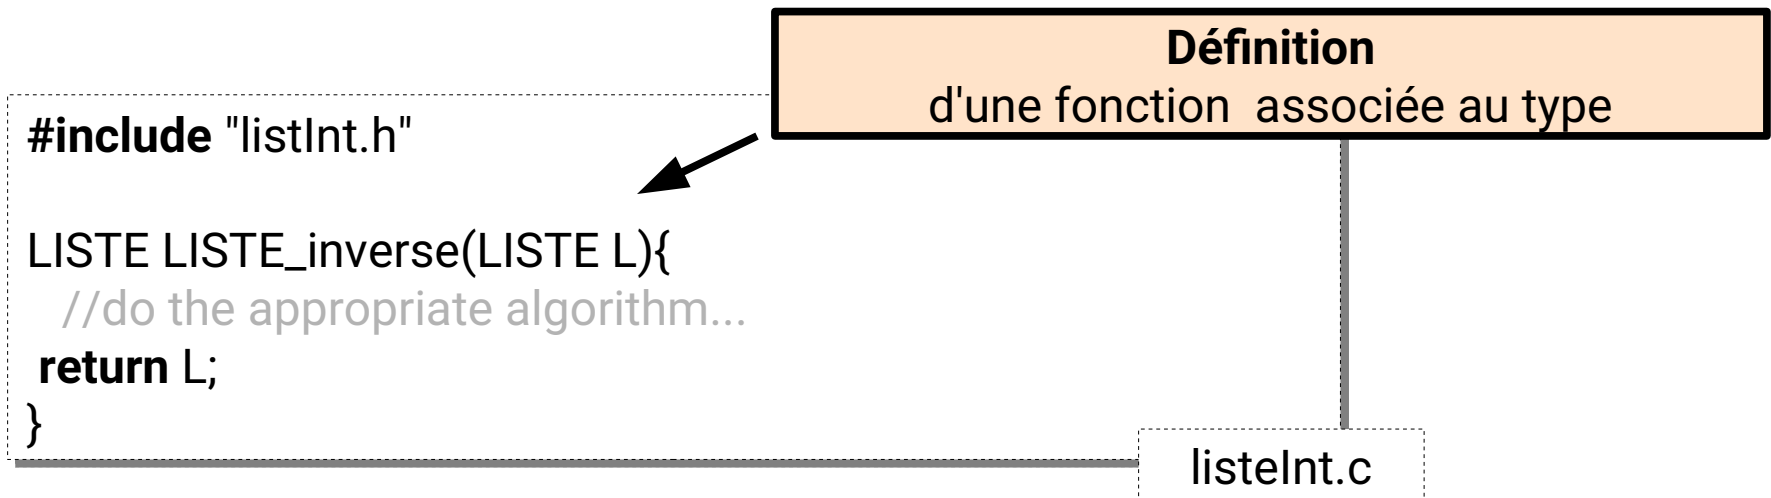 Définition
d'une fonction  associée au type
#include "listInt.h"
LISTE LISTE_inverse(LISTE L){
//do the appropriate algorithm...
return L;
}
listeInt.c